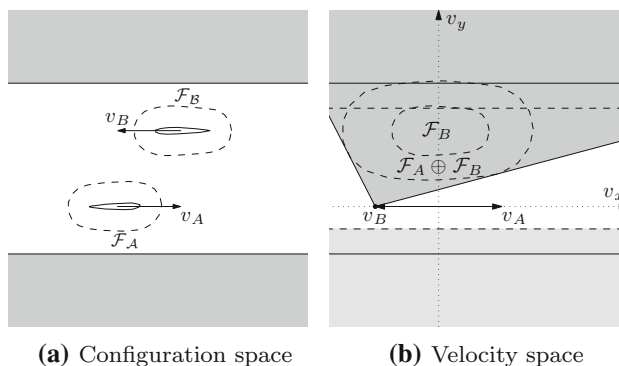 v_y
F_B
v_B
F_B
F_A ⊕ F_B
v_x
v_A
v_B
v_A
F_A
(a) Configuration space
(b) Velocity space